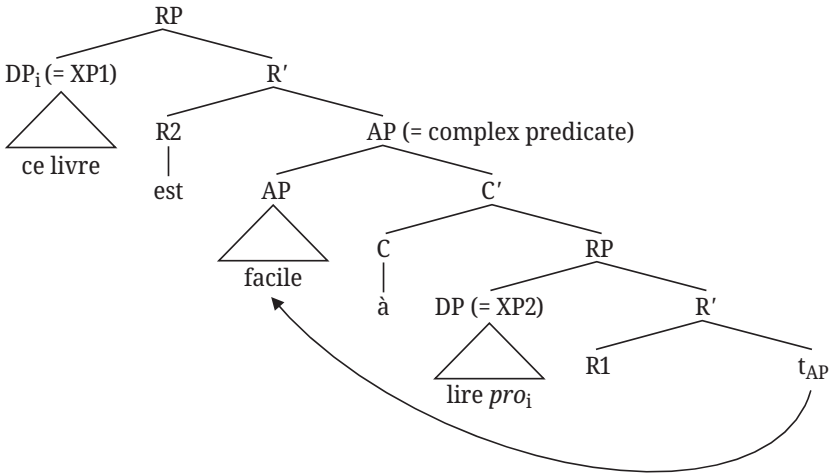 RP
DPi (= XP1) R′
ce livre
R2 AP (= complex predicate)
est AP C′
facile
C RP
à DP (= XP2) R′
lire proi
R1 tAP